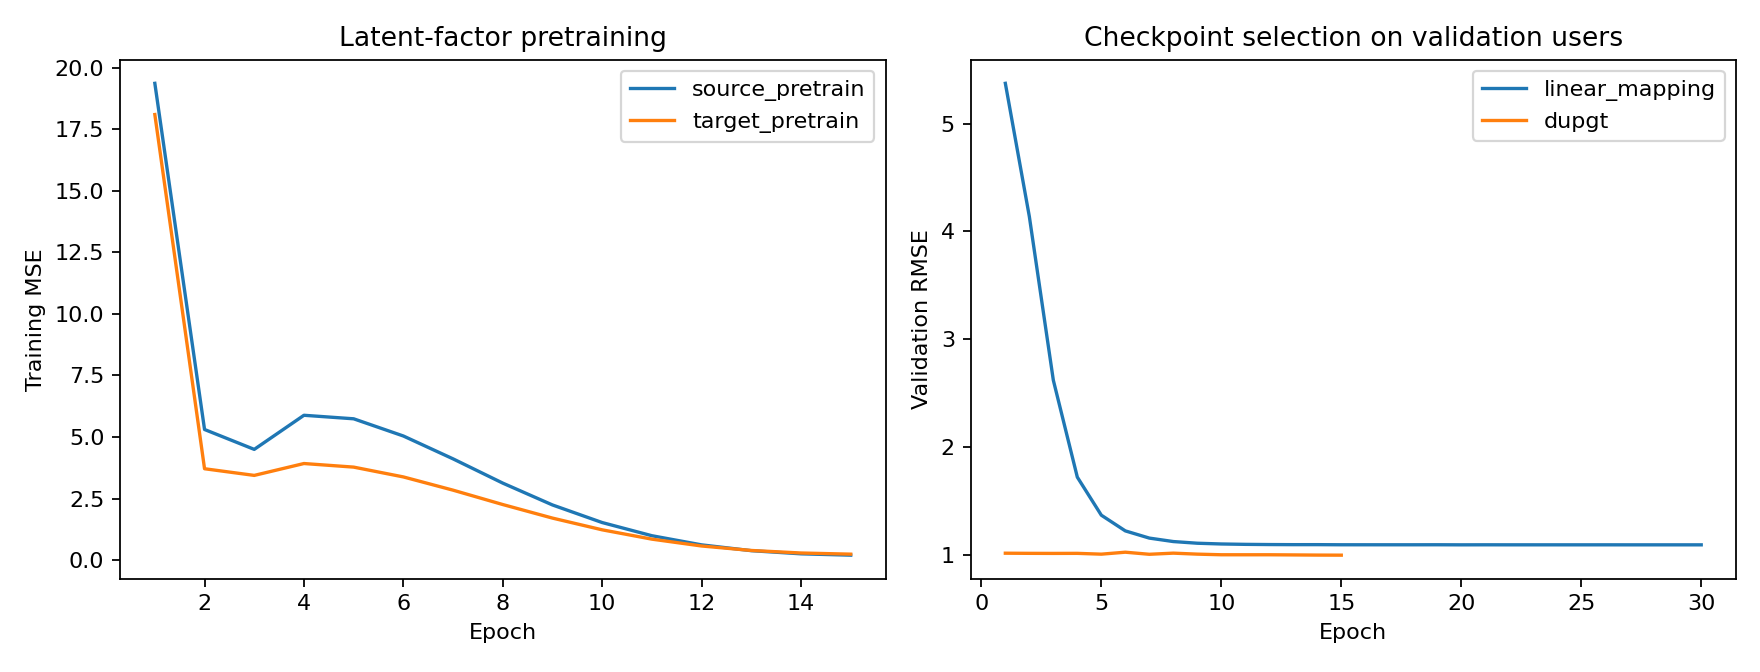 Latent-factor pretraining
20.0
17.5
15.0
12.5
10.0
7.5
5.0
2.5
0.0
Training MSE
source_pretrain
target_pretrain
2 4 6 8 10 12 14
Epoch
Checkpoint selection on validation users
5
4
3
2
1
Validation RMSE
linear_mapping
dupgt
0 5 10 15 20 25 30
Epoch